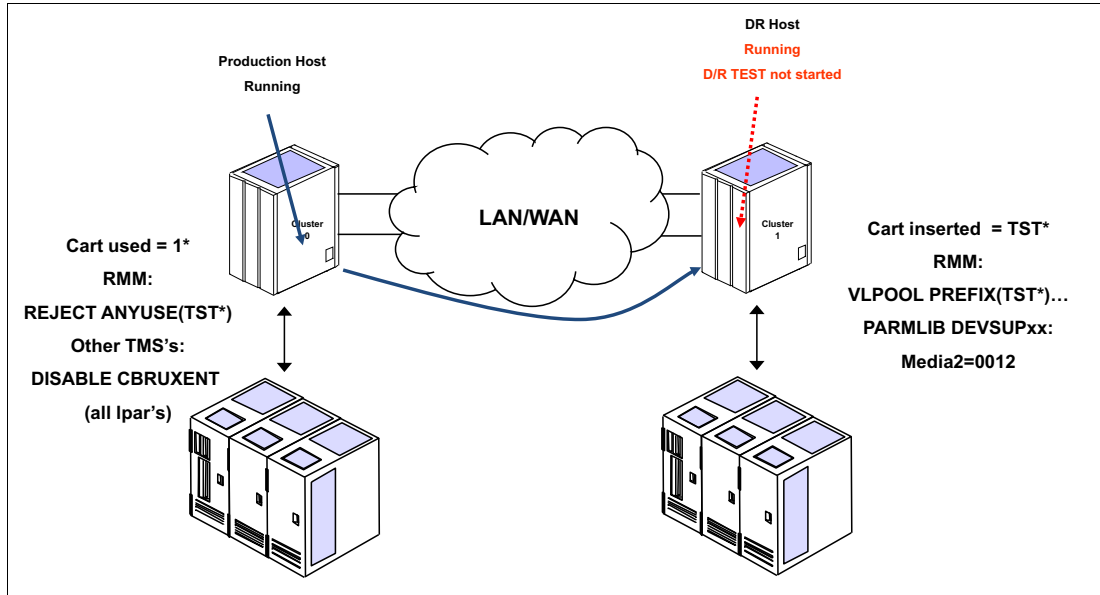 Production Host
Running
DR Host
Running
D/R TEST not started
Cluster
0
LAN/WAN
Cluster
1
Cart used = 1*
RMM:
REJECT ANYUSE(TST*)
Other TMS's:
DISABLE CBRUXENT
(all lpar's)
Cart inserted = TST*
RMM:
VLPOOL PREFIX(TST*)…
PARMLIB DEVSUPxx:
Media2=0012